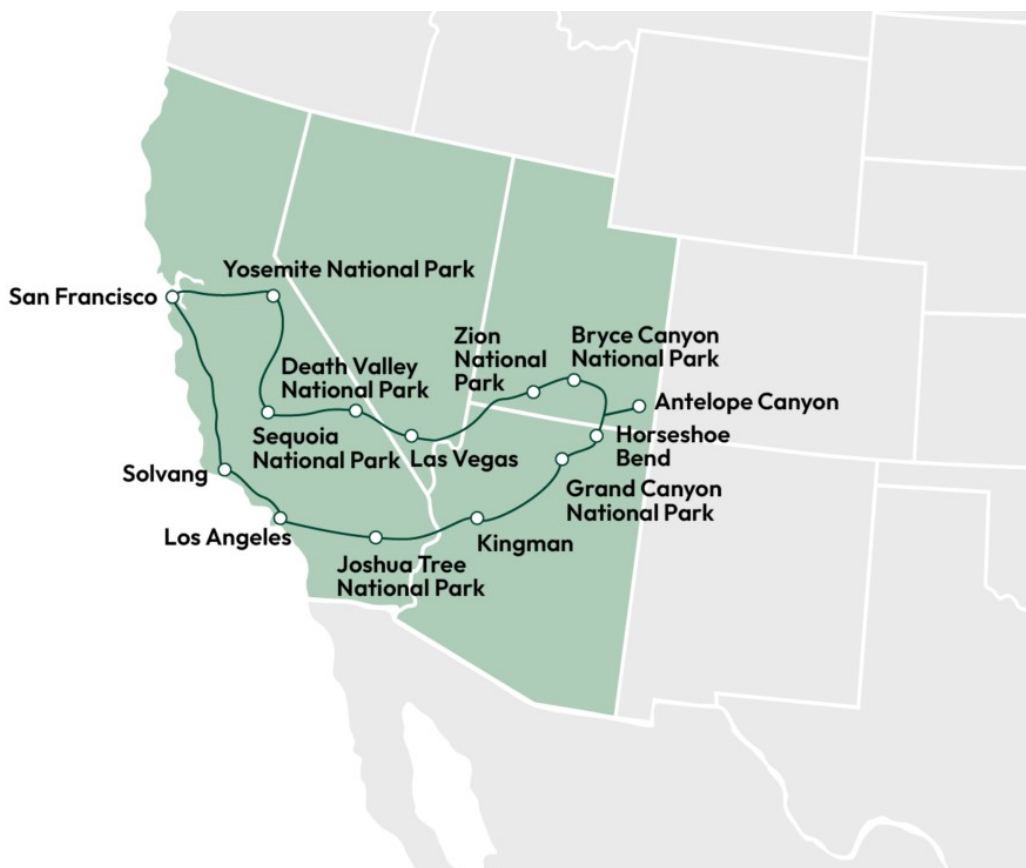 Yosemite National Park
San Francisco
Zion
National
Park
Bryce Canyon
National Park
Death Valley
National Park
Antelope Canyon
Sequoia
National Park
Las Vegas
Horseshoe
Bend
Solvang
Grand Canyon
National Park
Los Angeles
Kingman
Joshua Tree
National Park